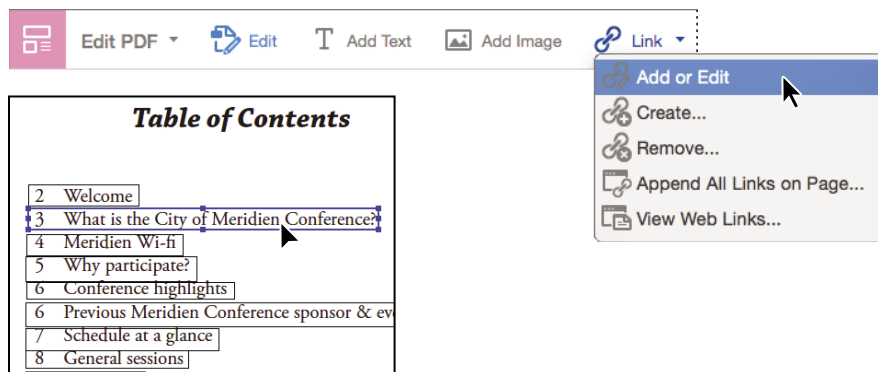 Edit PDF Edit Add Text Add Image Link
Add or Edit
Create...
Remove...
Append All Links on Page...
View Web Links...
Table of Contents
2 Welcome
3 What is the City of Meridien Conference?
4 Meridien Wi-fi
5 Why participate?
6 Conference highlights
6 Previous Meridien Conference sponsor & ev
7 Schedule at a glance
8 General sessions